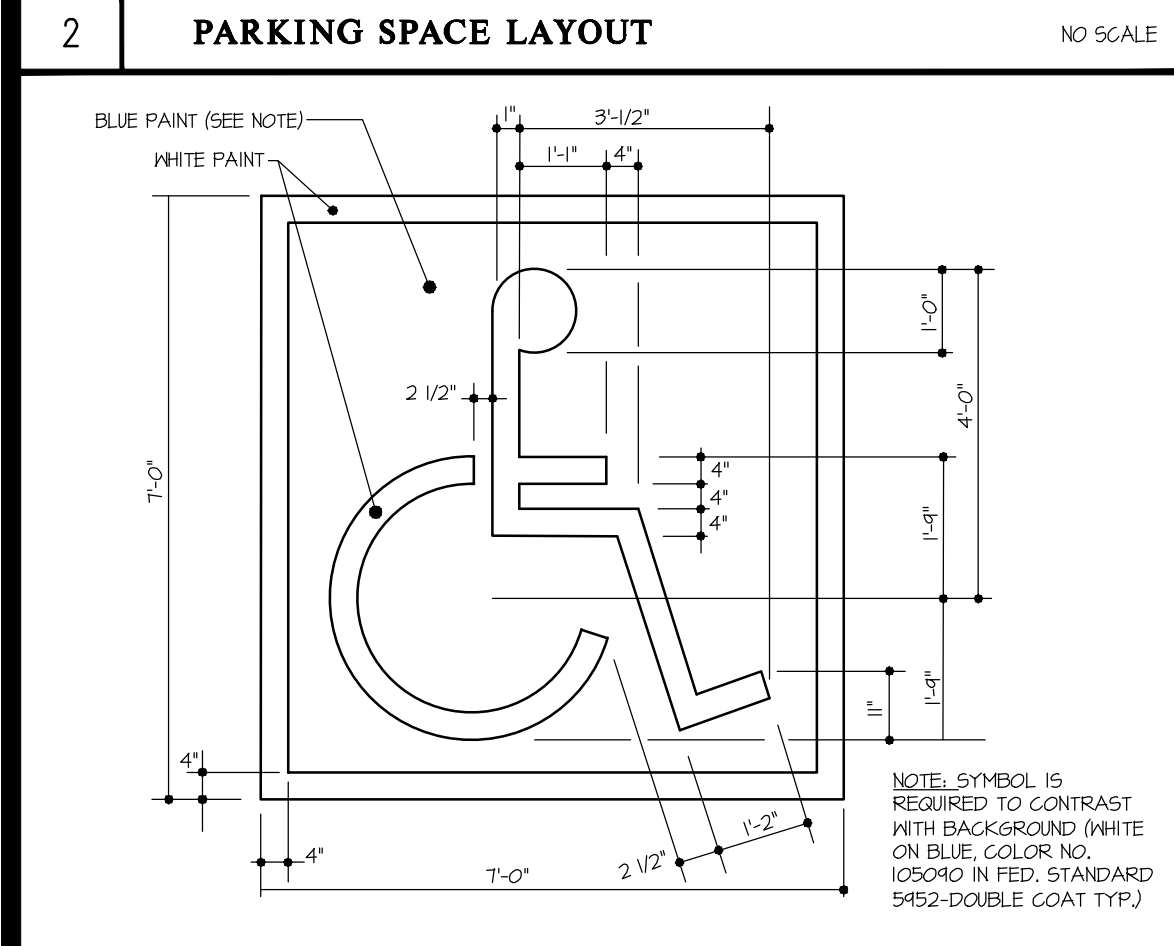 2
PARKING SPACE LAYOUT
NO SCALE
BLUE PAINT (SEE NOTE)
WHITE PAINT
1"
3'-1/2"
1'-1"
4"
1'-0"
4'-0"
2 1/2"
7'-0"
4"
4"
4"
1'-9"
1'-9"
11"
4"
4"
7'-0"
2 1/2"
1'-2"
NOTE: SYMBOL IS
REQUIRED TO CONTRAST
WITH BACKGROUND (WHITE
ON BLUE, COLOR NO.
105090 IN FED. STANDARD
5952-DOUBLE COAT TYP.)